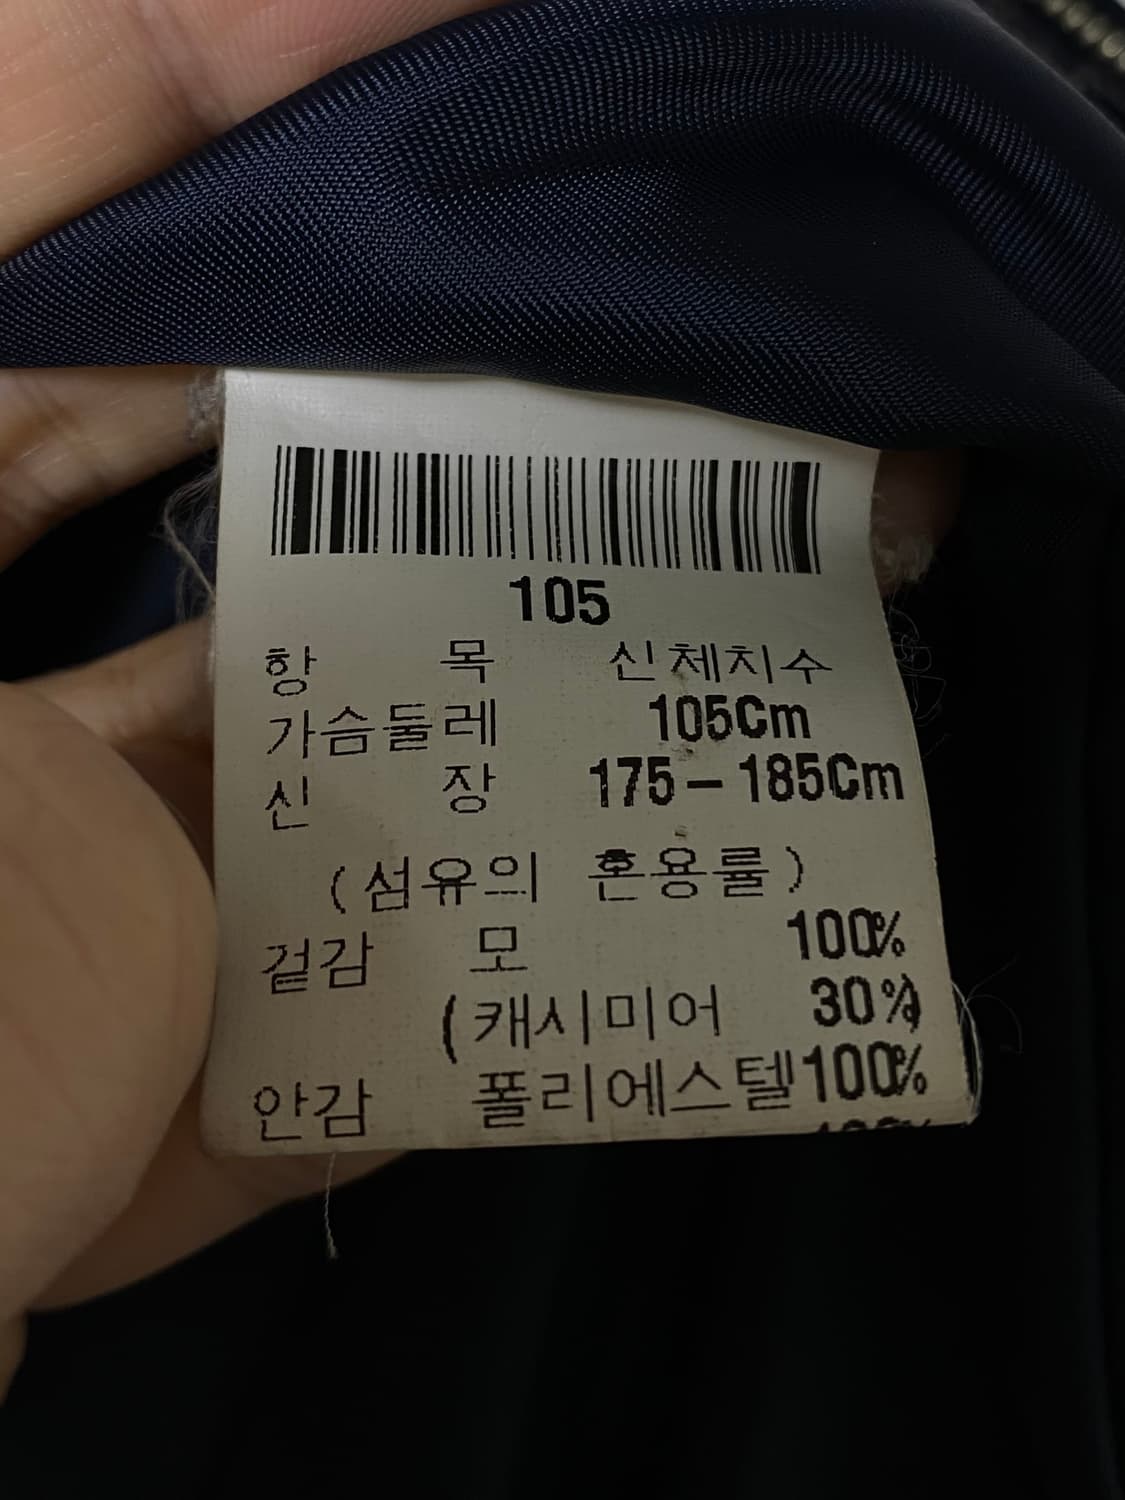 105
항 목 신체치수
가슴둘레 105Cm
신 장 175-185Cm
(섬유의 혼용률)
겉감 모 100%
(캐시미어 30%)
안감 폴리에스텔100%